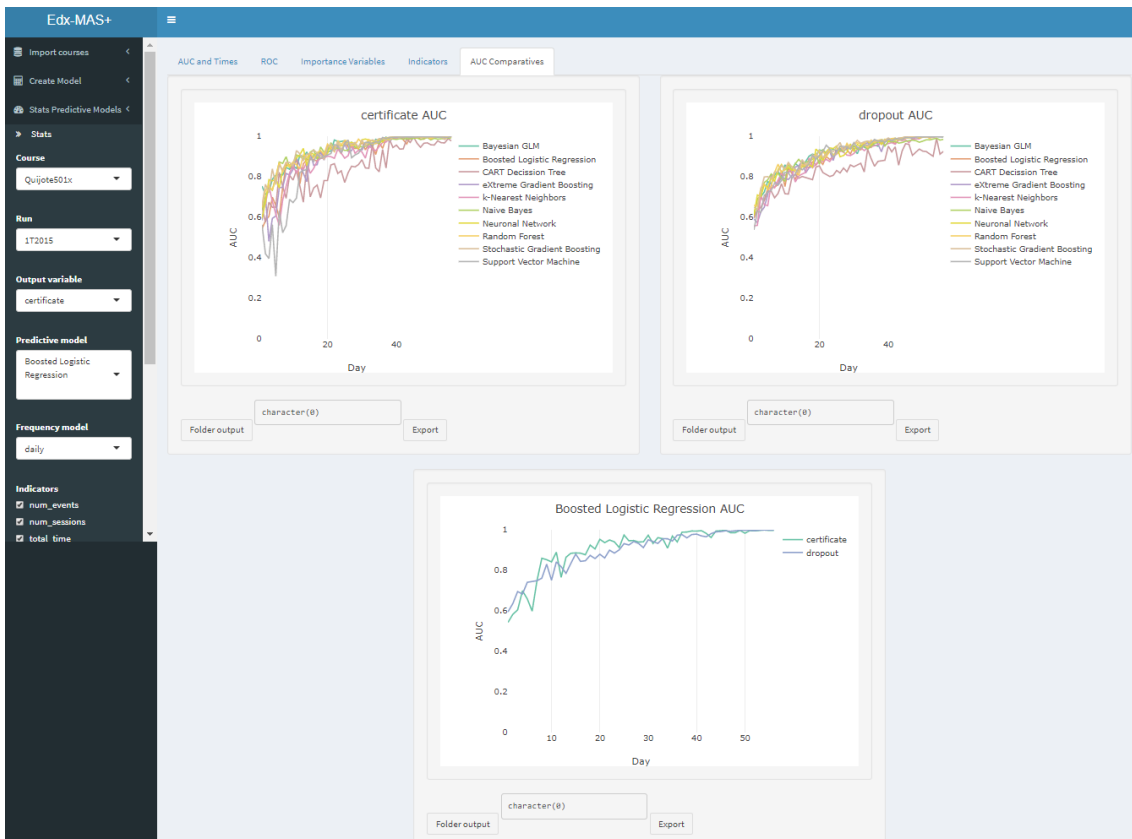 Edx-MAS+
Import courses
Create Model
Stats Predictive Models
» Stats
Course
Quijote501x
Run
1T2015
Output variable
certificate
Predictive model
Boosted Logistic
Regression
Frequency model
daily
Indicators
num_events
num_sessions
total_time
AUC and Times
ROC
Importance Variables
Indicators
AUC Comparatives
certificate AUC
1
0.8
0.6
0.4
0.2
0
AUC
20
40
Day
Bayesian GLM
Boosted Logistic Regression
CART Decission Tree
eXtreme Gradient Boosting
k-Nearest Neighbors
Naive Bayes
Neuronal Network
Random Forest
Stochastic Gradient Boosting
Support Vector Machine
Folder output
character(0)
Export
dropout AUC
1
0.8
0.6
0.4
0.2
0
AUC
20
40
Day
Bayesian GLM
Boosted Logistic Regression
CART Decission Tree
eXtreme Gradient Boosting
k-Nearest Neighbors
Naive Bayes
Neuronal Network
Random Forest
Stochastic Gradient Boosting
Support Vector Machine
Folder output
character(0)
Export
Boosted Logistic Regression AUC
1
0.8
0.6
0.4
0.2
0
AUC
10
20
30
40
50
Day
certificate
dropout
Folder output
character(0)
Export